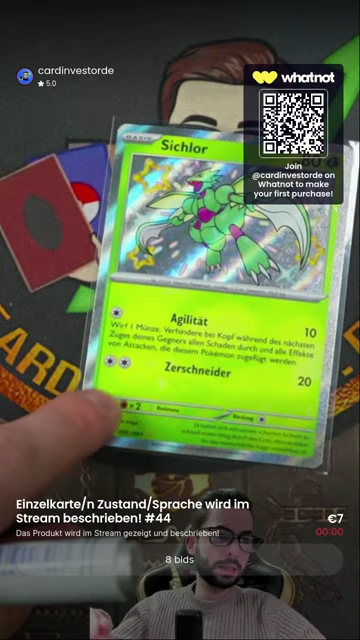 cardinvestorde
★ 5.0
whatnot
Join
@cardinvestorde on
Whatnot to make
your first purchase!
BASIS
Sichlor
80
Agilität
10
Wirf 1 Münze. Verhindere bei Kopf während des nächsten
Zuges deines Gegners allen Schaden durch und alle Effekte
von Attacken, die diesem Pokémon zugefügt werden.
Zerschneider
20
×2
Resistenz
Rückzug
ARD
Einzelkarte/n Zustand/Sprache wird im
Stream beschrieben! #44
€7
Das Produkt wird im Stream gezeigt und beschrieben!
00:00
8 bids